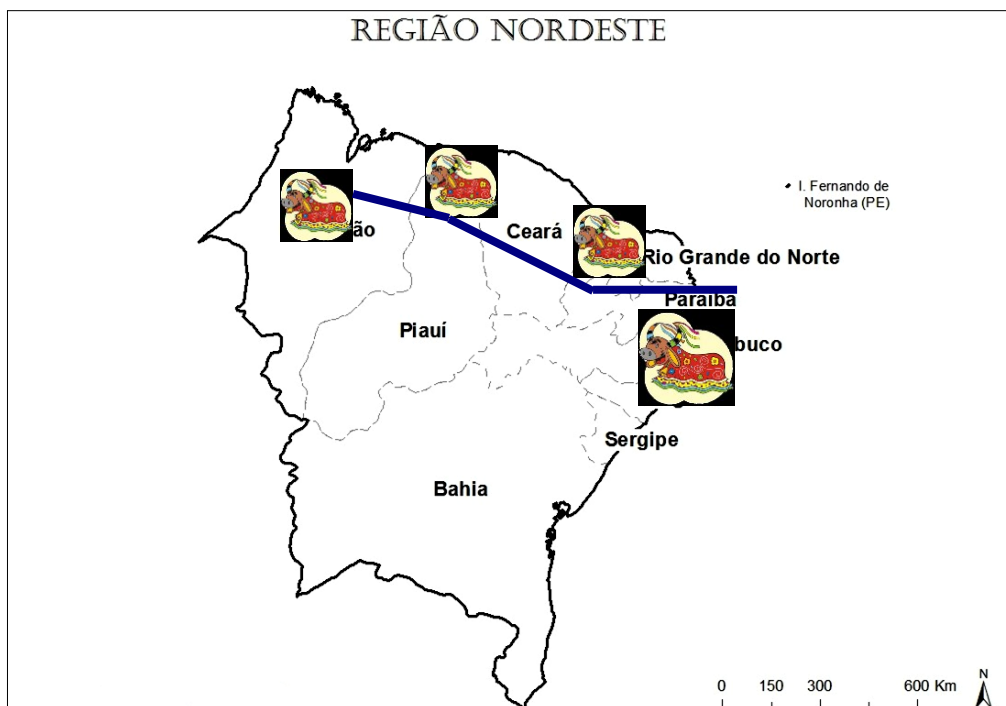 REGIÃO NORDESTE
I. Fernando de
Noronha (PE)
ão
Ceará
Rio Grande do Norte
Paraíba
Piauí
buco
Sergipe
Bahia
N
0 150 300 600 Km